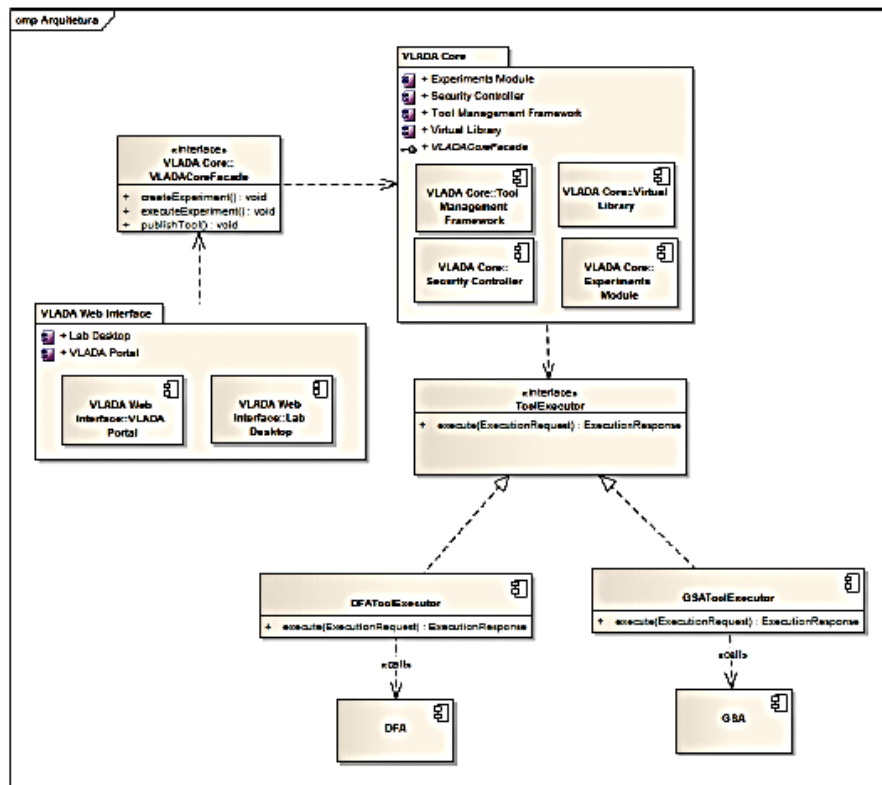 cmp Arquitetura
VLADA Core
+ Experiments Module
+ Security Controller
+ Tool Management Framework
+ Virtual Library
+ VLADACoreFacade
VLADA Core::Tool
Management
Framework
VLADA Core::Virtual
Library
VLADA Core::
Security Controller
VLADA Core::
Experiments
Module
«interface»
VLADA Core::
VLADACoreFacade
+ createExperiment() : void
+ executeExperiment() : void
+ publishTool() : void
VLADA Web Interface
+ Lab Desktop
+ VLADA Portal
VLADA Web
Interface::VLADA
Portal
VLADA Web
Interface::Lab
Desktop
«interface»
ToolExecutor
+ execute(ExecutionRequest) : ExecutionResponse
DFAToolExecutor
+ execute(ExecutionRequest) : ExecutionResponse
GSAToolExecutor
+ execute(ExecutionRequest) : ExecutionResponse
«call»
«call»
DFA
GSA